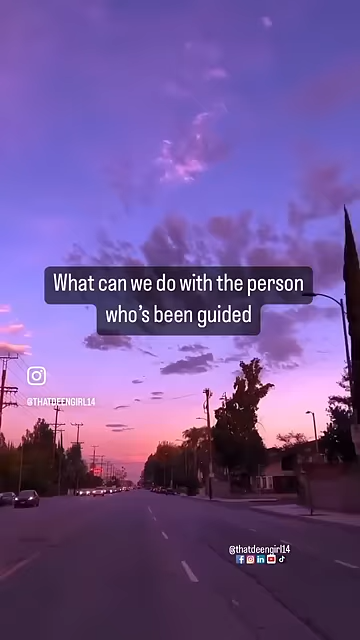 What can we do with the person
who's been guided
@THATDEENGIRL14
@thatdeengirl14